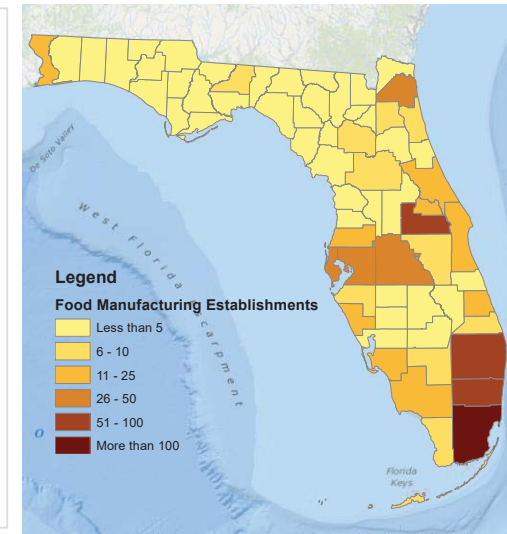 De Soto Valley
West Florida Escarpment
Legend
Food Manufacturing Establishments
Less than 5
6 - 10
11 - 25
26 - 50
51 - 100
More than 100
Florida
Keys